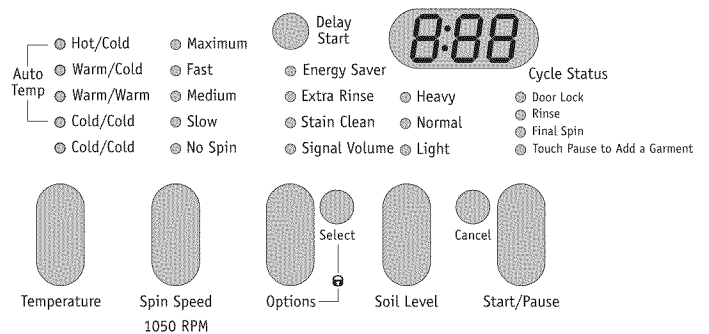 Delay
Start
8:88
Auto
Temp
Hot/Cold
Warm/Cold
Warm/Warm
Cold/Cold
Cold/Cold
Maximum
Fast
Medium
Slow
No Spin
Energy Saver
Extra Rinse
Stain Clean
Signal Volume
Heavy
Normal
Light
Cycle Status
Door Lock
Rinse
Final Spin
Touch Pause to Add a Garment
Select
Cancel
Temperature
Spin Speed
1050 RPM
Options
Soil Level
Start/Pause